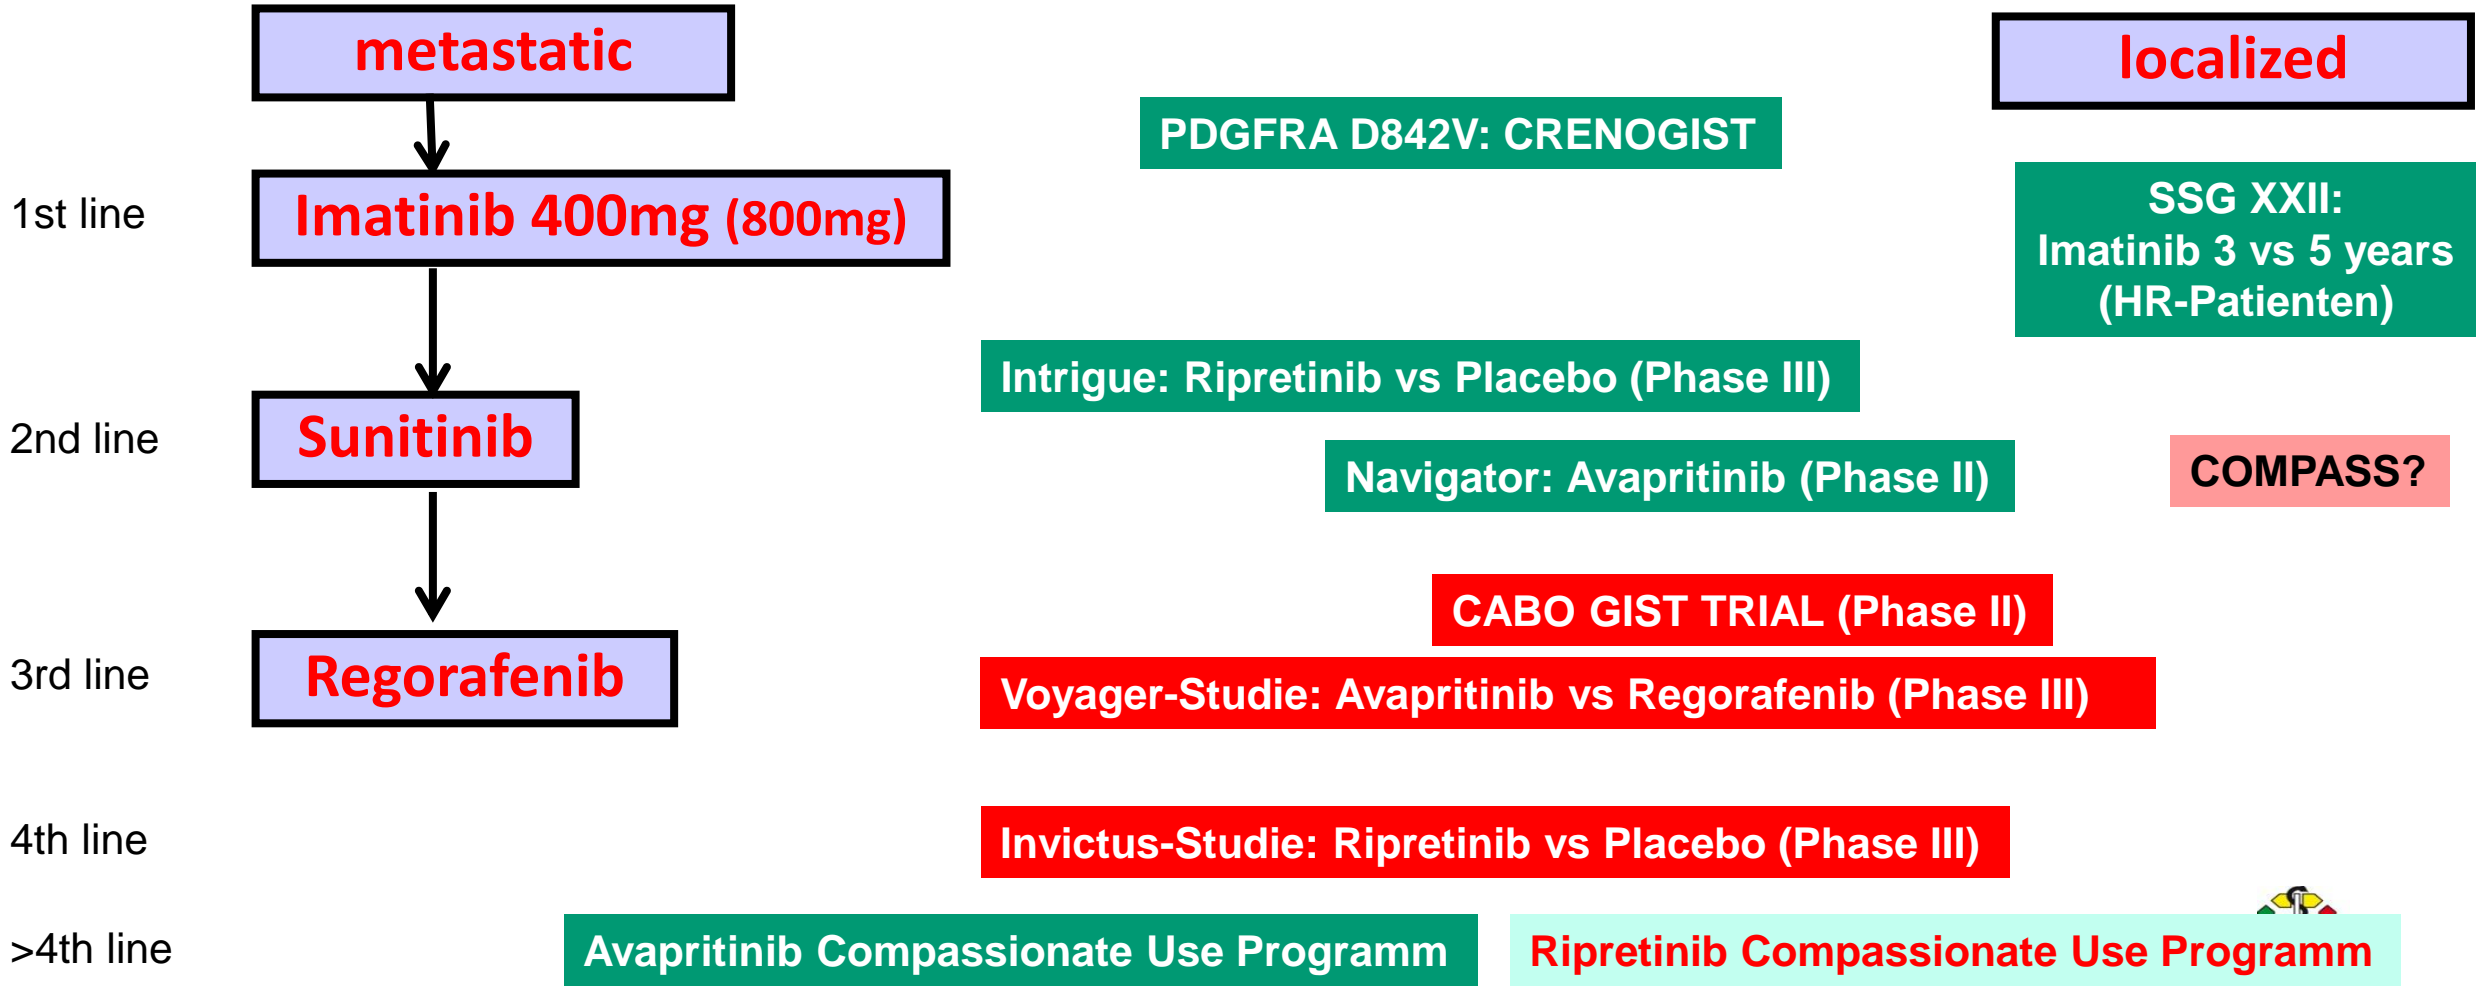 metastatic
localized
PDGFRA D842V: CRENOGIST
1st line
Imatinib 400mg (800mg)
SSG XXII:
Imatinib 3 vs 5 years
(HR-Patienten)
Intrigue: Ripretinib vs Placebo (Phase III)
2nd line
Sunitinib
Navigator: Avapritinib (Phase II)
COMPASS?
CABO GIST TRIAL (Phase II)
3rd line
Regorafenib
Voyager-Studie: Avapritinib vs Regorafenib (Phase III)
4th line
Invictus-Studie: Ripretinib vs Placebo (Phase III)
>4th line
Avapritinib Compassionate Use Programm
Ripretinib Compassionate Use Programm